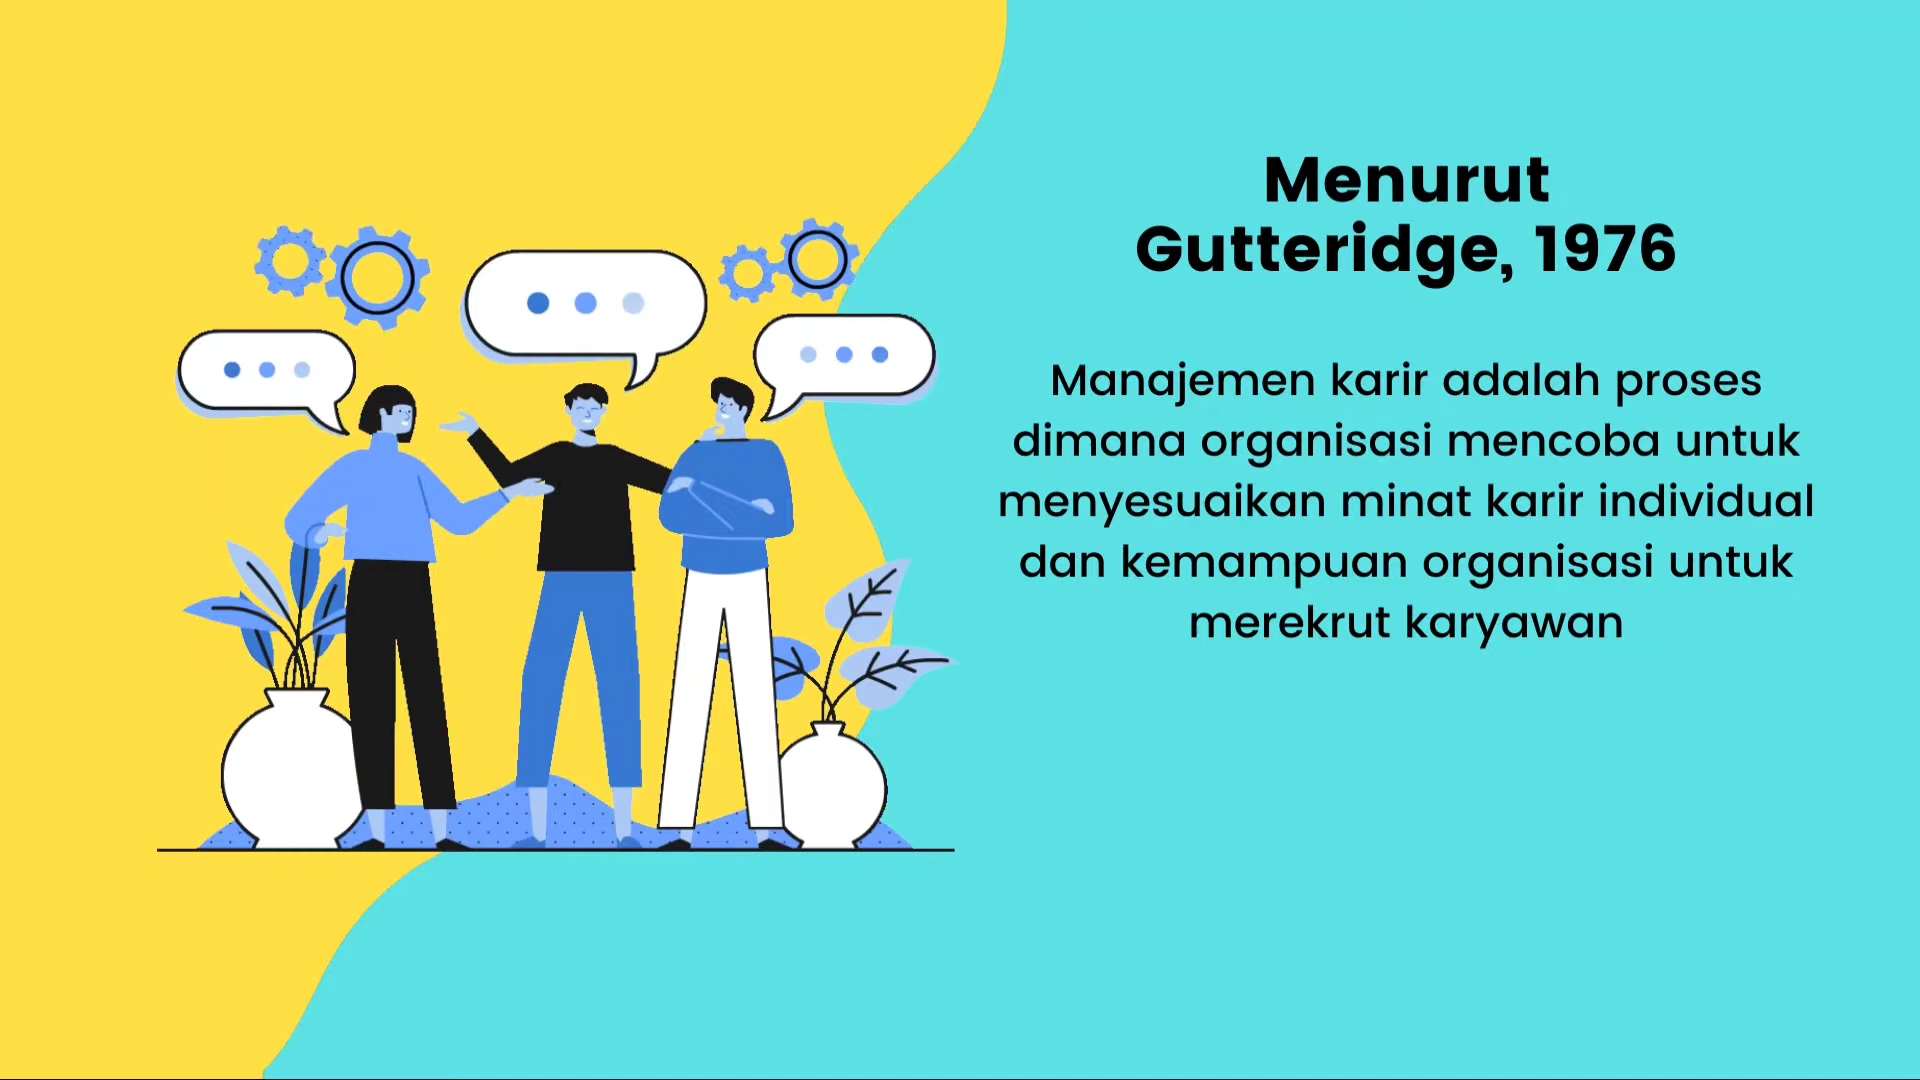 Menurut
Gutteridge, 1976
Manajemen karir adalah proses
dimana organisasi mencoba untuk
menyesuaikan minat karir individual
dan kemampuan organisasi untuk
merekrut karyawan